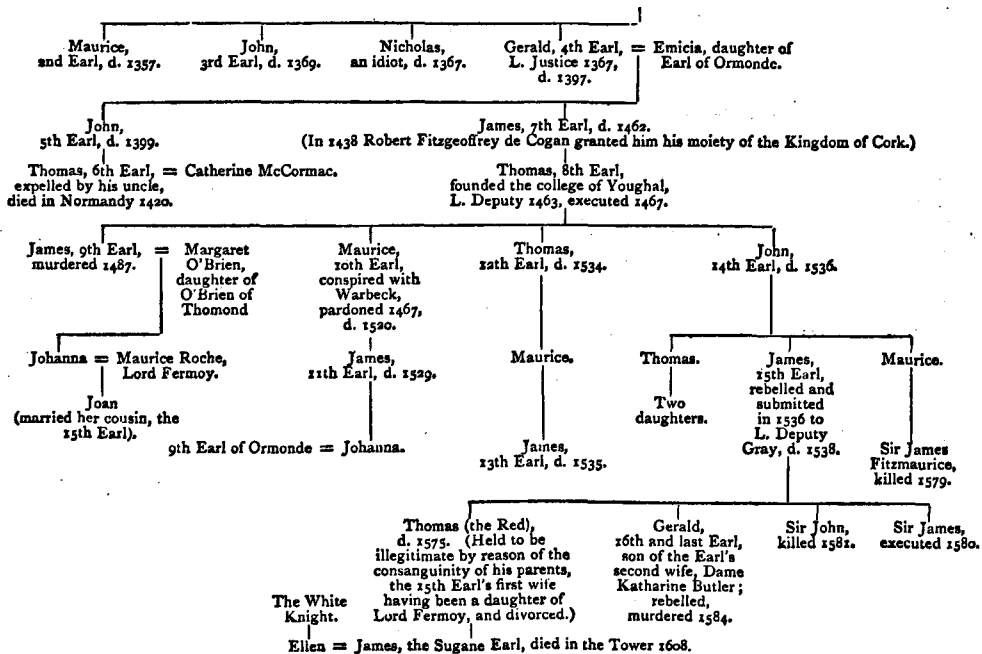 Maurice,
2nd Earl, d. 1357.
John,
3rd Earl, d. 1369.
Nicholas,
an idiot, d. 1367.
Gerald, 4th Earl,
L. Justice 1367,
d. 1397.
= Emicia, daughter of
Earl of Ormonde.
John,
5th Earl, d. 1399.
James, 7th Earl, d. 1462.
(In 1438 Robert Fitzgeoffrey de Cogan granted him his moiety of the Kingdom of Cork.)
Thomas, 6th Earl,
expelled by his uncle,
died in Normandy 1420.
= Catherine McCormac.
Thomas, 8th Earl,
founded the college of Youghal,
L. Deputy 1463, executed 1467.
James, 9th Earl,
murdered 1487.
= Margaret
O'Brien,
daughter of
O'Brien of
Thomond
Maurice,
10th Earl,
conspired with
Warbeck,
pardoned 1467,
d. 1520.
Thomas,
12th Earl, d. 1534.
John,
14th Earl, d. 1536.
Johanna = Maurice Roche,
Lord Fermoy.
James,
11th Earl, d. 1529.
Maurice.
Thomas.
James,
15th Earl,
rebelled and
submitted
in 1536 to
L. Deputy
Gray, d. 1538.
Maurice.
Joan
(married her cousin, the
15th Earl).
Two
daughters.
9th Earl of Ormonde = Johanna.
James,
13th Earl, d. 1535.
Sir James
Fitzmaurice,
killed 1579.
Thomas (the Red),
d. 1575. (Held to be
illegitimate by reason of the
consanguinity of his parents,
the 15th Earl's first wife
having been a daughter of
Lord Fermoy, and divorced.)
Gerald,
16th and last Earl,
son of the Earl's
second wife, Dame
Katharine Butler;
rebelled,
murdered 1584.
Sir John,
killed 1581.
Sir James,
executed 1580.
The White
Knight.
Ellen = James, the Sugane Earl, died in the Tower 1608.